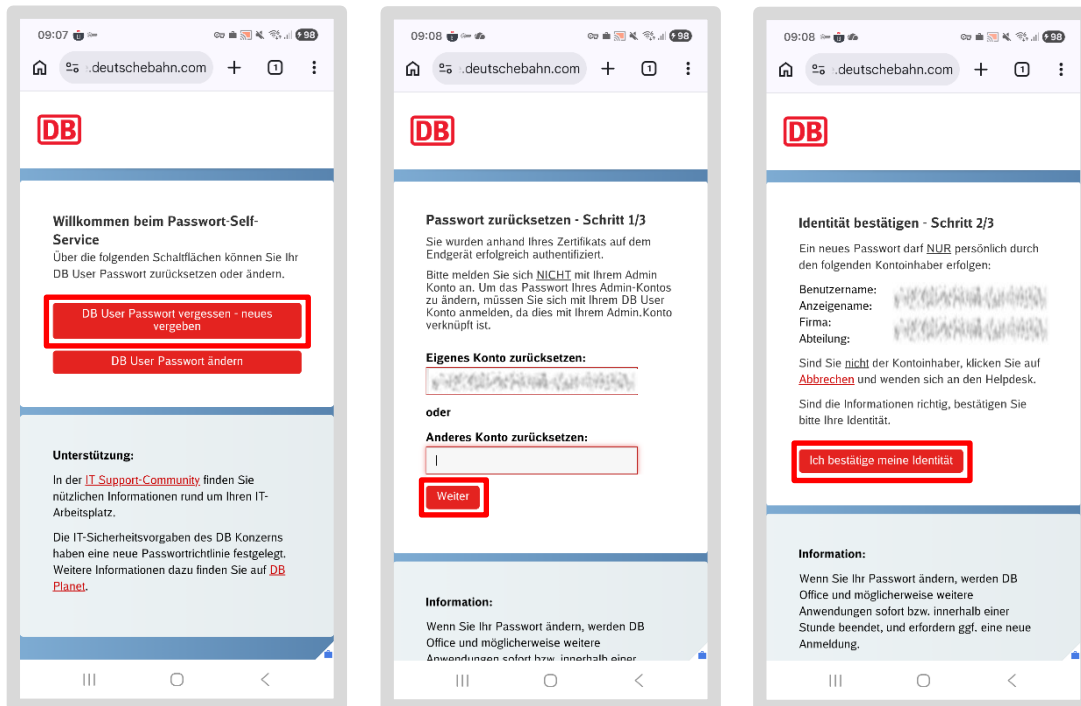 09:07
98
.deutschebahn.com
1
DB
Willkommen beim Passwort-Self-
Service
Über die folgenden Schaltflächen können Sie Ihr
DB User Passwort zurücksetzen oder ändern.
DB User Passwort vergessen - neues
vergeben
DB User Passwort ändern
Unterstützung:
In der IT Support-Community finden Sie
nützlichen Informationen rund um Ihren IT-
Arbeitsplatz.
Die IT-Sicherheitsvorgaben des DB Konzerns
haben eine neue Passwortrichtlinie festgelegt.
Weitere Informationen dazu finden Sie auf DB
Planet.
09:08
98
.deutschebahn.com
1
DB
Passwort zurücksetzen - Schritt 1/3
Sie wurden anhand Ihres Zertifikats auf dem
Endgerät erfolgreich authentifiziert.
Bitte melden Sie sich NICHT mit Ihrem Admin
Konto an. Um das Passwort Ihres Admin-Kontos
zu ändern, müssen Sie sich mit Ihrem DB User
Konto anmelden, da dies mit Ihrem Admin.Konto
verknüpft ist.
Eigenes Konto zurücksetzen:
oder
Anderes Konto zurücksetzen:
Weiter
Information:
Wenn Sie Ihr Passwort ändern, werden DB
Office und möglicherweise weitere
Anwendungen sofort bzw. innerhalb einer
09:08
98
.deutschebahn.com
1
DB
Identität bestätigen - Schritt 2/3
Ein neues Passwort darf NUR persönlich durch
den folgenden Kontoinhaber erfolgen:
Benutzername:
Anzeigename:
Firma:
Abteilung:
Sind Sie nicht der Kontoinhaber, klicken Sie auf
Abbrechen und wenden sich an den Helpdesk.
Sind die Informationen richtig, bestätigen Sie
bitte Ihre Identität.
Ich bestätige meine Identität
Information:
Wenn Sie Ihr Passwort ändern, werden DB
Office und möglicherweise weitere
Anwendungen sofort bzw. innerhalb einer
Stunde beendet, und erfordern ggf. eine neue
Anmeldung.